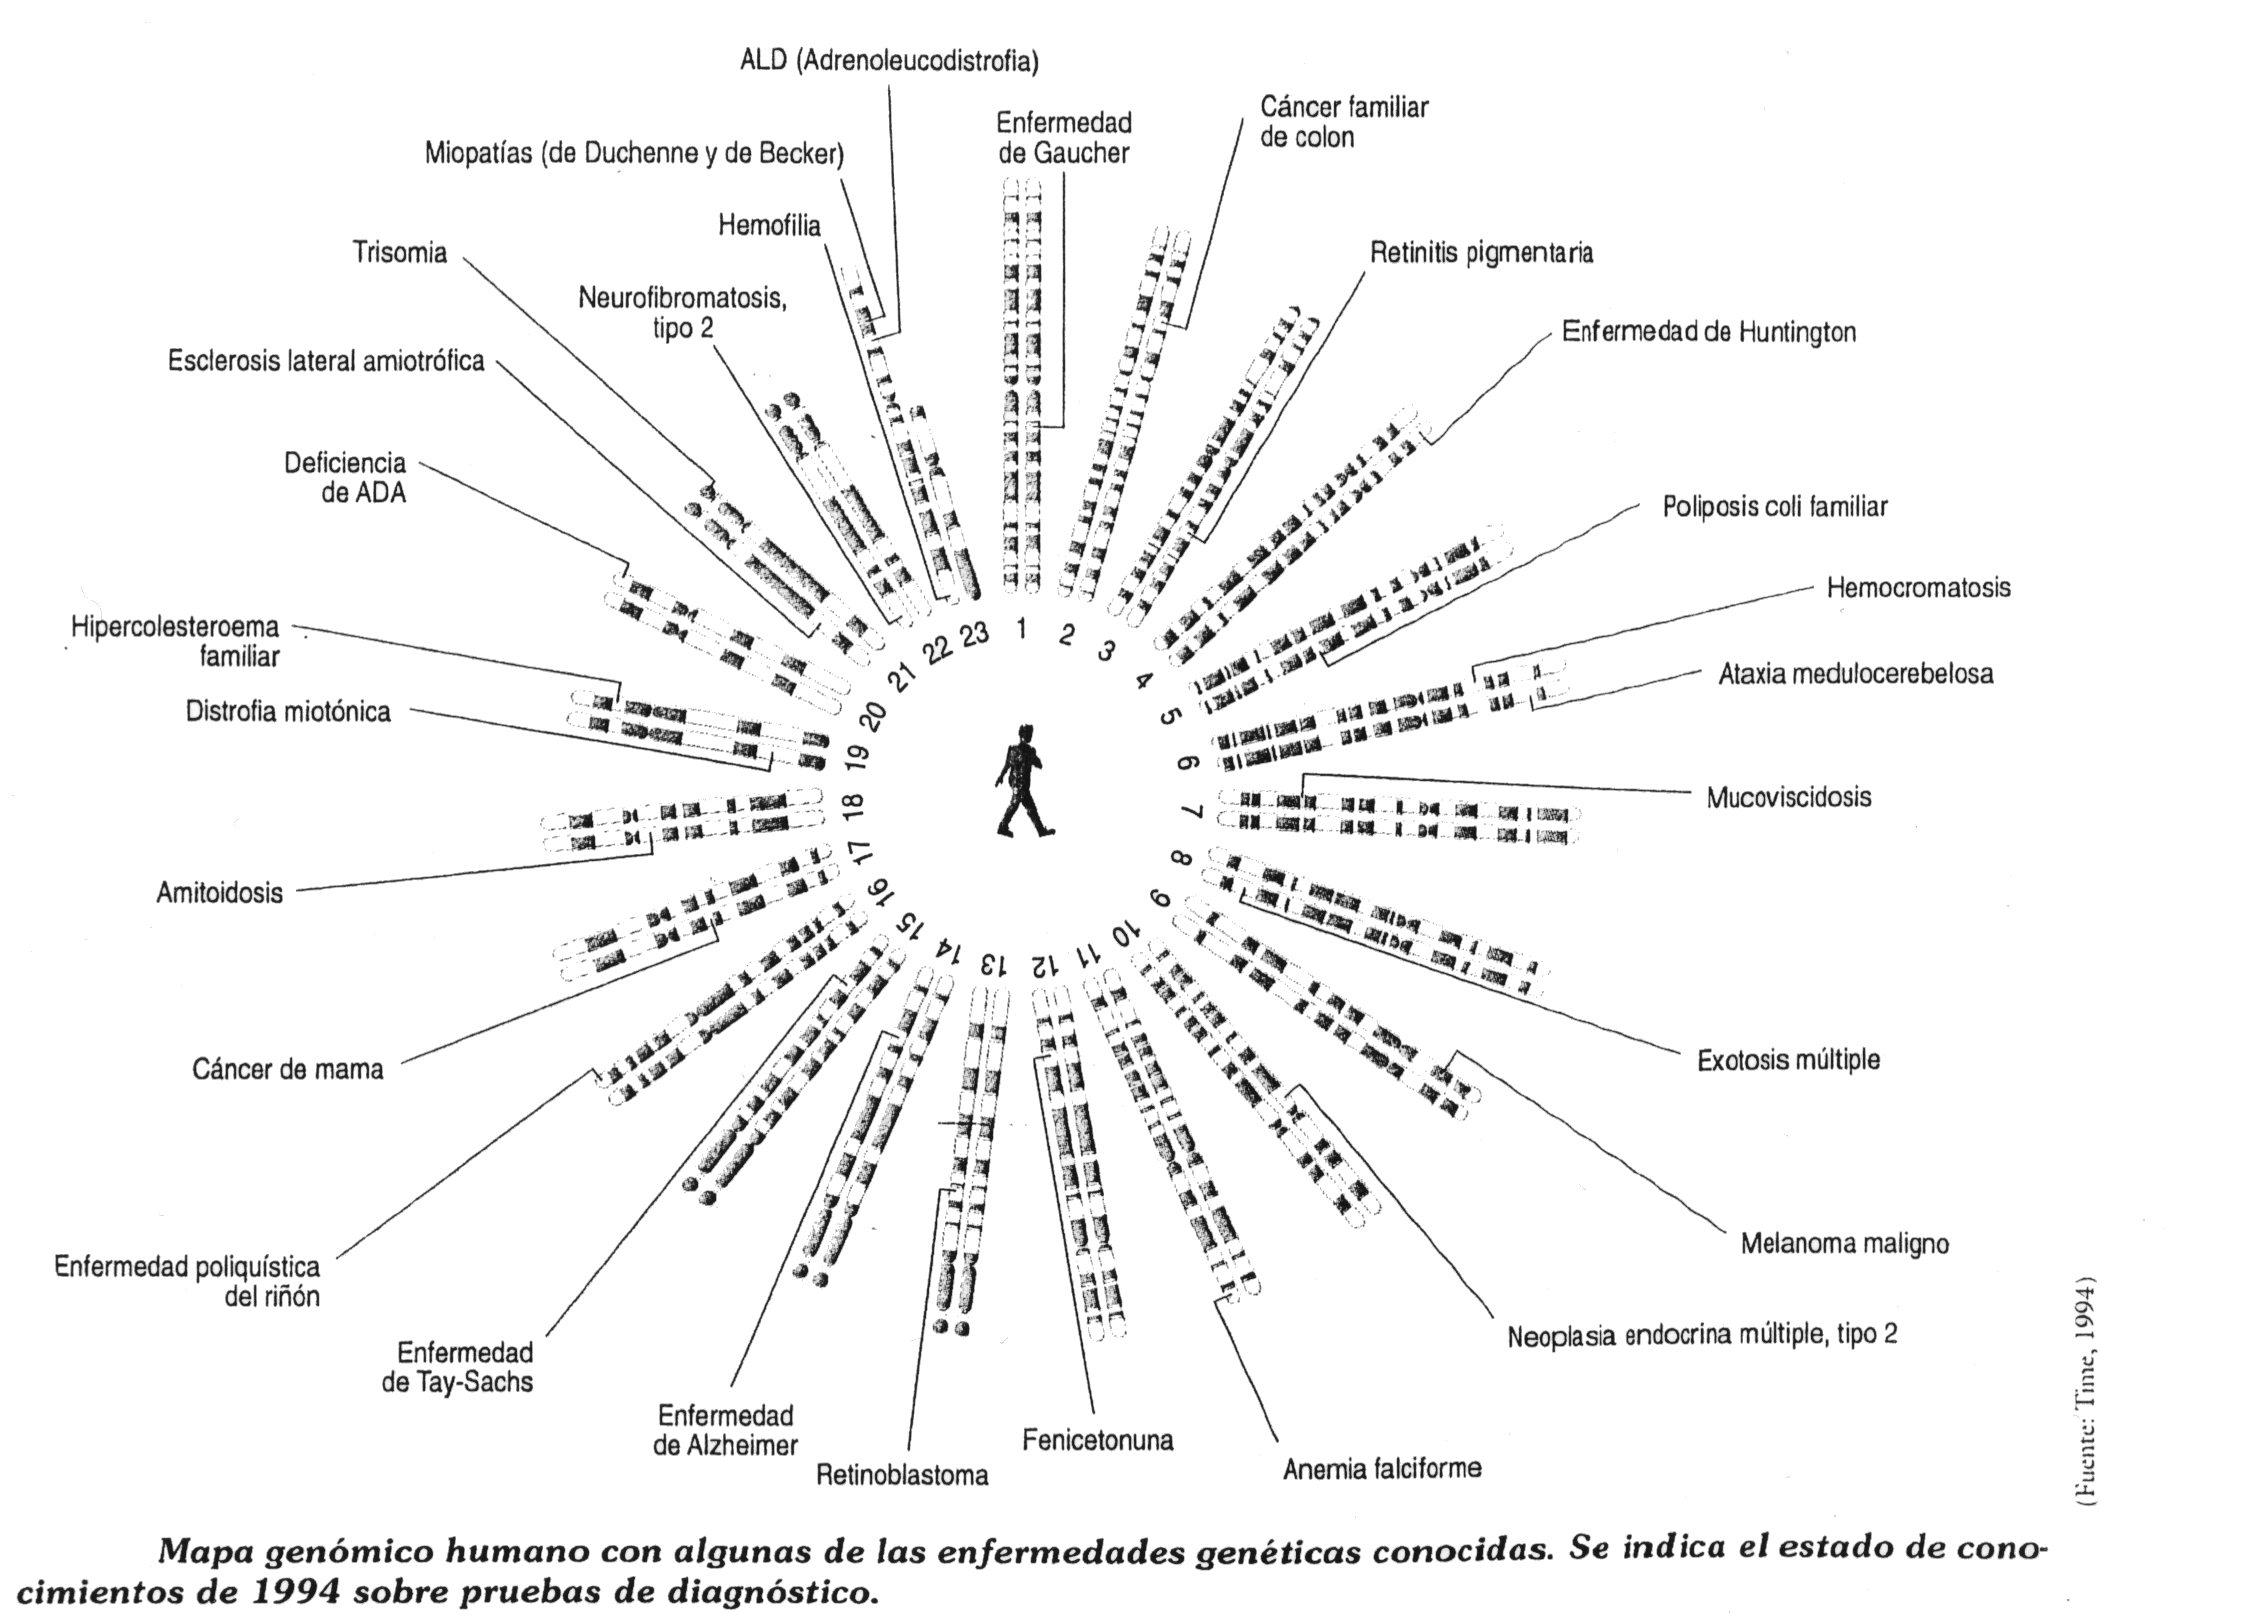 ALD (Adrenoleucodistrofia)
Miopatías (de Duchenne y de Becker)
Hemofilia
Trisomia
Neurofibromatosis,
tipo 2
Esclerosis lateral amiotrófica
Deficiencia
de ADA
Hipercolesteroema
familiar
Distrofia miotónica
Amitoidosis
Cáncer de mama
Enfermedad poliquística
del riñón
Enfermedad
de Tay-Sachs
Enfermedad
de Alzheimer
Retinoblastoma
Fenicetonuna
Anemia falciforme
Neoplasia endocrina múltiple, tipo 2
Melanoma maligno
Exotosis múltiple
Mucoviscidosis
Ataxia medulocerebelosa
Hemocromatosis
Poliposis coli familiar
Enfermedad de Huntington
Retinitis pigmentaria
Cáncer familiar
de colon
Enfermedad
de Gaucher
1
2
3
4
5
6
7
8
9
10
11
12
13
14
15
16
17
18
19
20
21
22
23
(Fuente: Time, 1994)
Mapa genómico humano con algunas de las enfermedades genéticas conocidas. Se indica el estado de cono-
cimientos de 1994 sobre pruebas de diagnóstico.